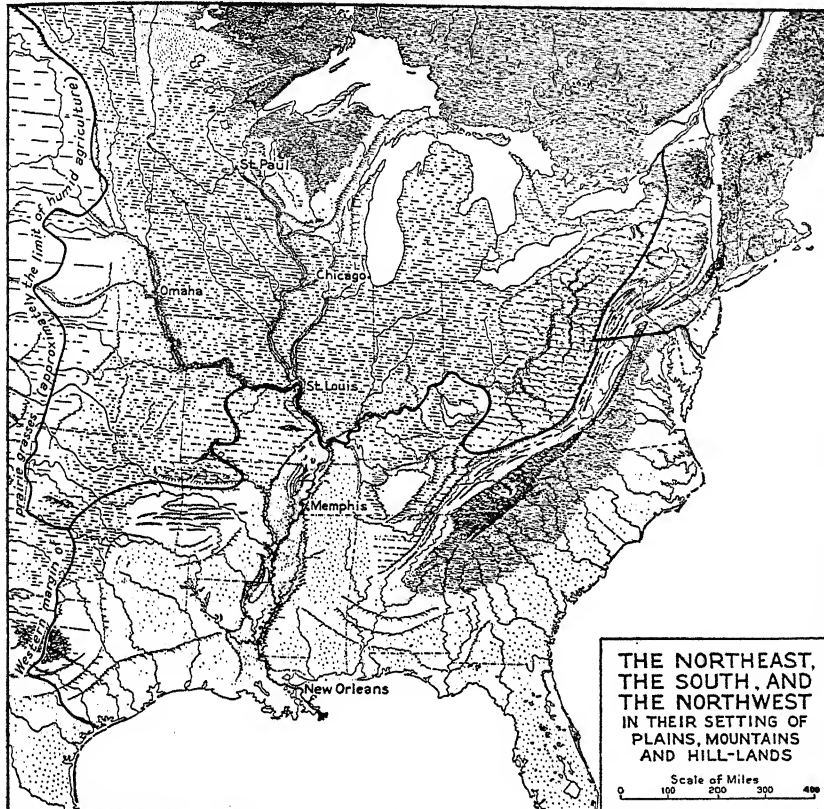 Western margin of prairie grasses (approximately the limit of humid agriculture)
St. Paul
Chicago
Omaha
St. Louis
Memphis
New Orleans
THE NORTHEAST,
THE SOUTH, AND
THE NORTHWEST
IN THEIR SETTING OF
PLAINS, MOUNTAINS
AND HILL-LANDS
Scale of Miles
0 100 200 300 400